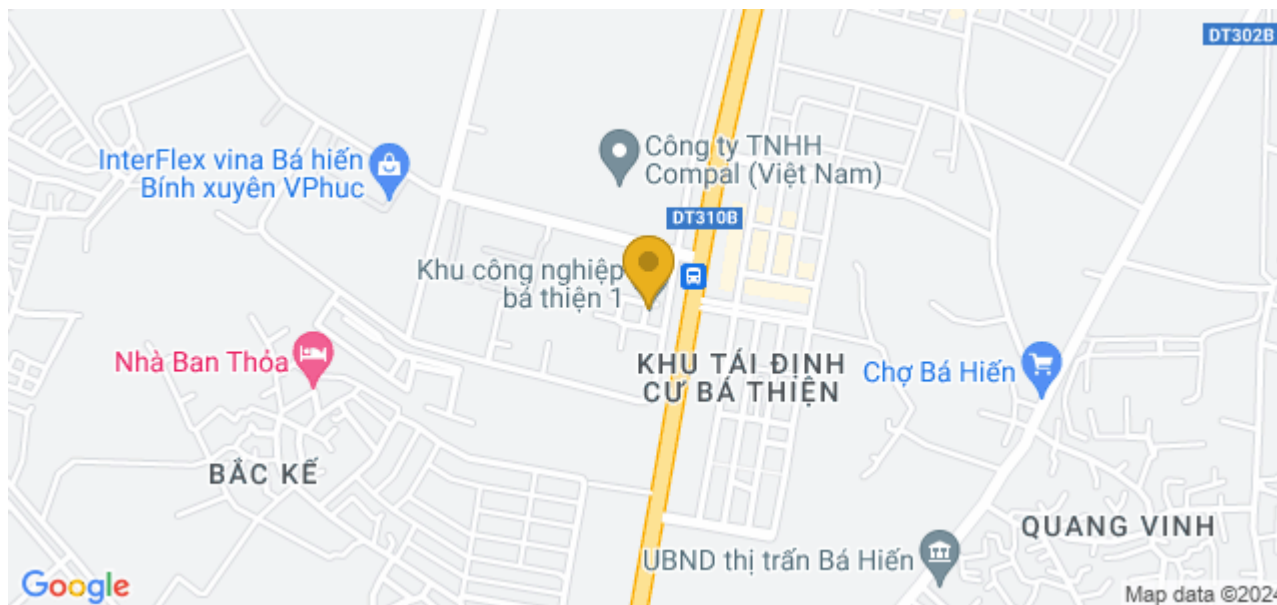 DT302B
Công ty TNHH
Compal (Việt Nam)
InterFlex vina Bá hiến
Bính xuyên VPhuc
DT310B
Khu công nghiệp
bá thiện 1
Nhà Ban Thỏa
KHU TÁI ĐỊNH
CƯ BÁ THIỆN
Chợ Bá Hiến
BẮC KẾ
QUANG VINH
UBND thị trấn Bá Hiến
Google
Map data ©2024